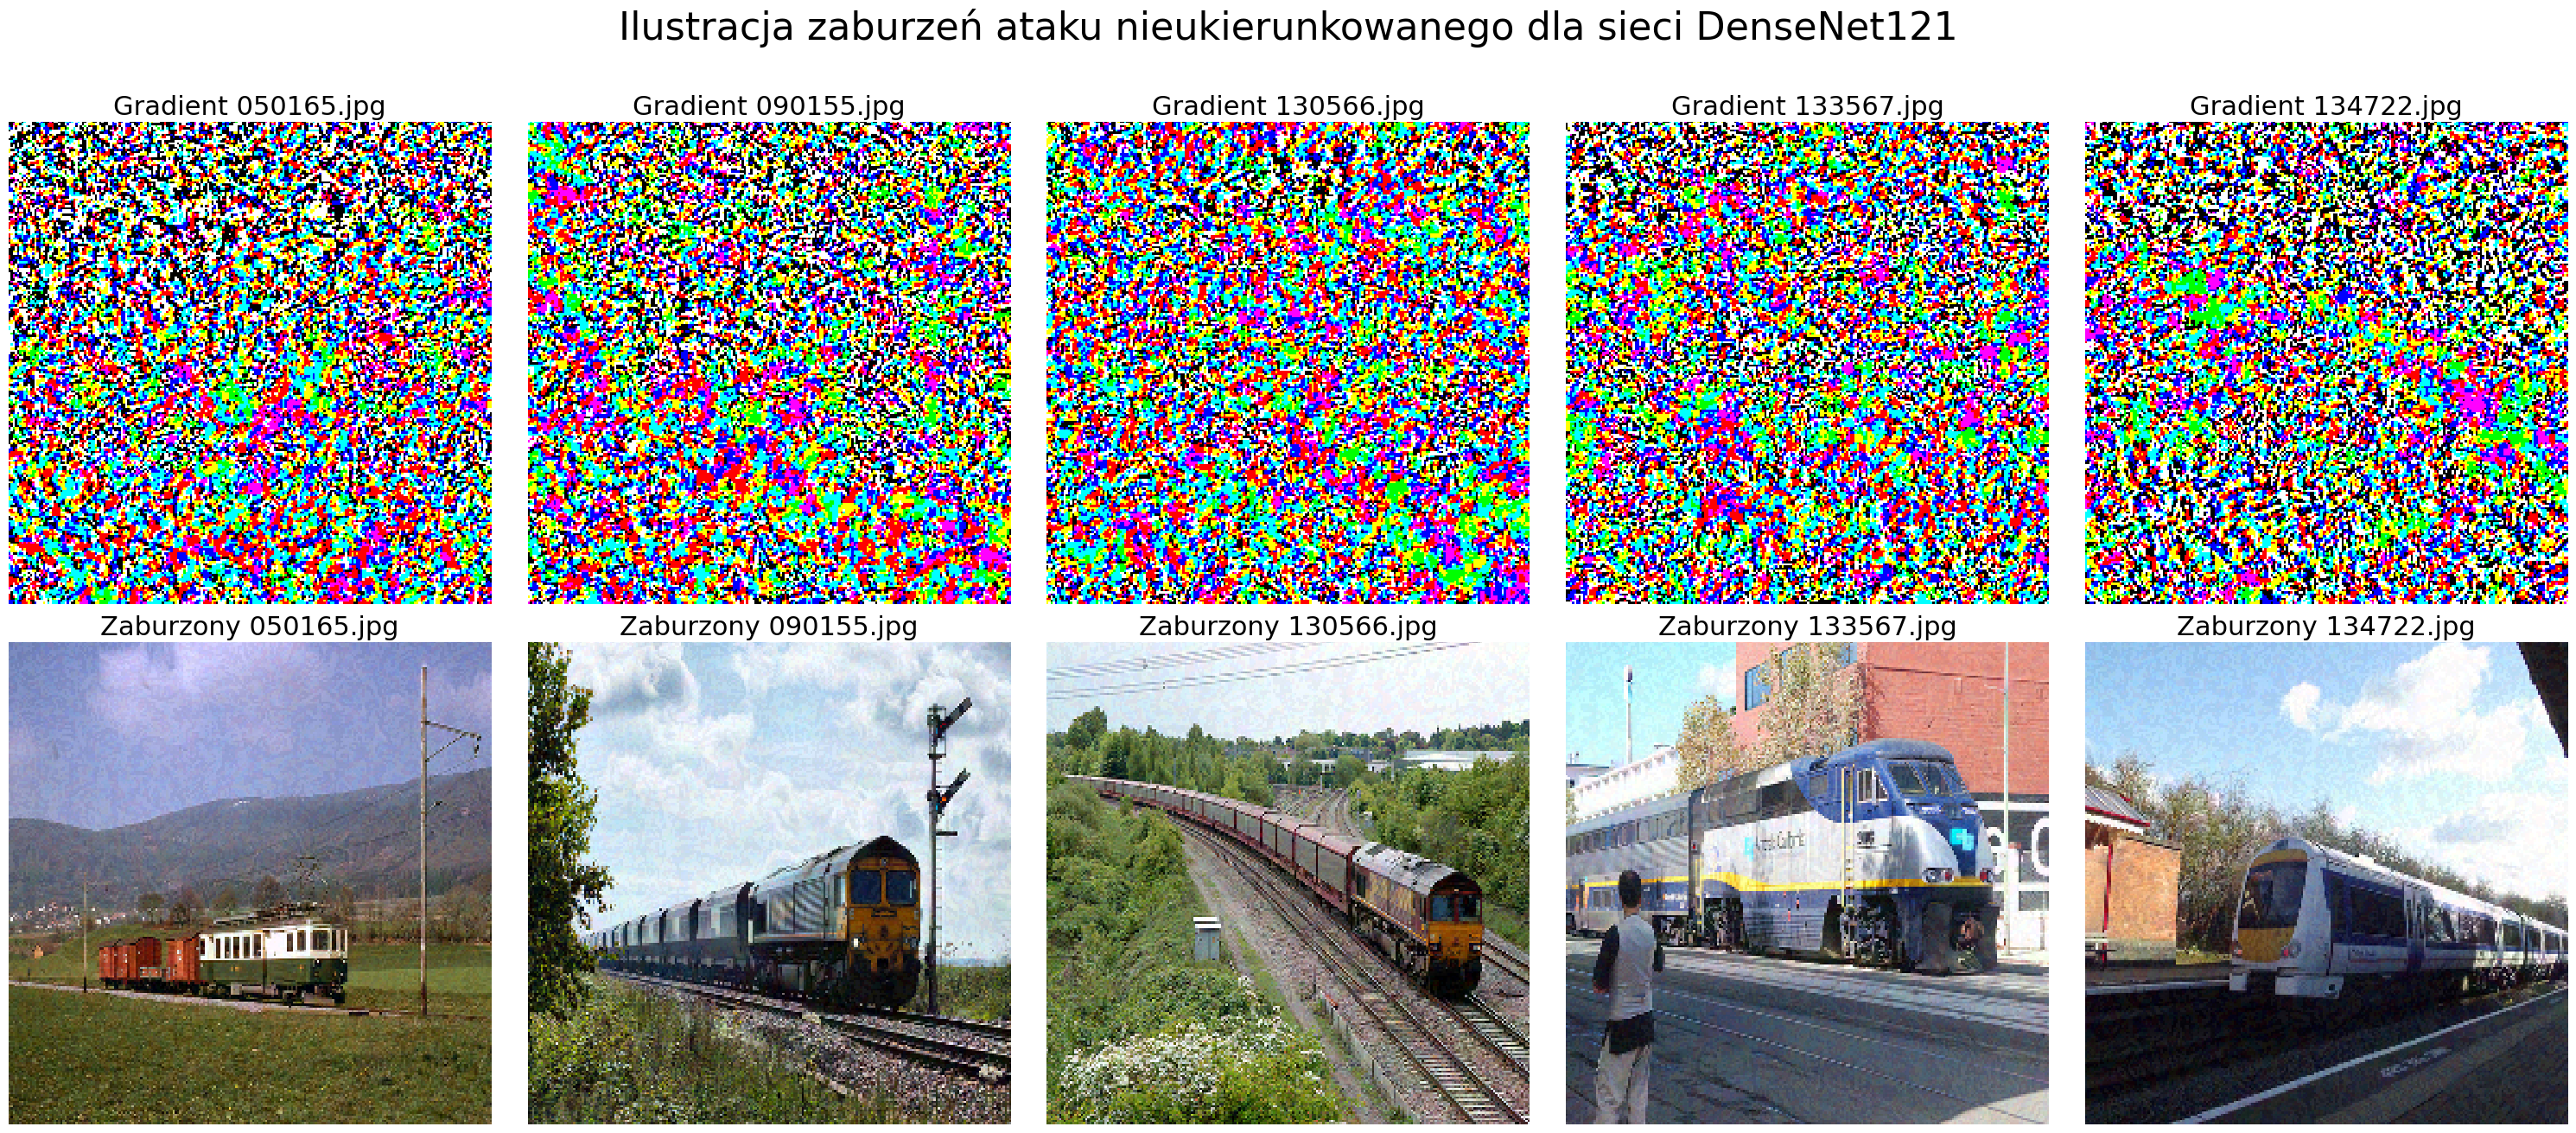 Ilustracja zaburzeń ataku nieukierunkowanego dla sieci DenseNet121
Gradient 050165.jpg
Gradient 090155.jpg
Gradient 130566.jpg
Gradient 133567.jpg
Gradient 134722.jpg
Zaburzony 050165.jpg
Zaburzony 090155.jpg
Zaburzony 130566.jpg
Zaburzony 133567.jpg
Zaburzony 134722.jpg